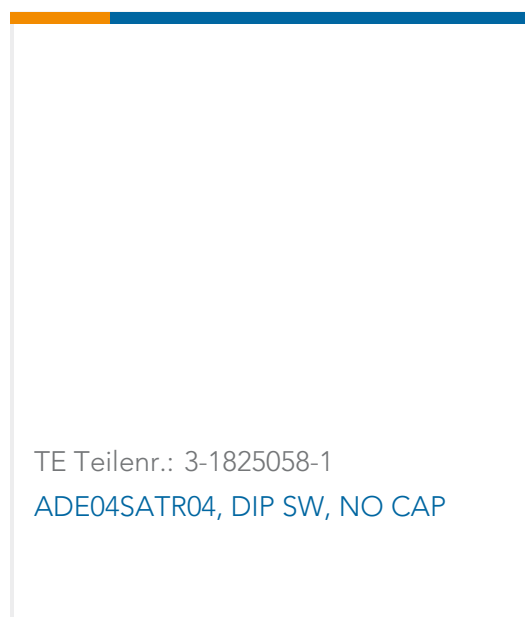 TE Teilenr.: 3-1825058-1
ADE04SATR04, DIP SW, NO CAP